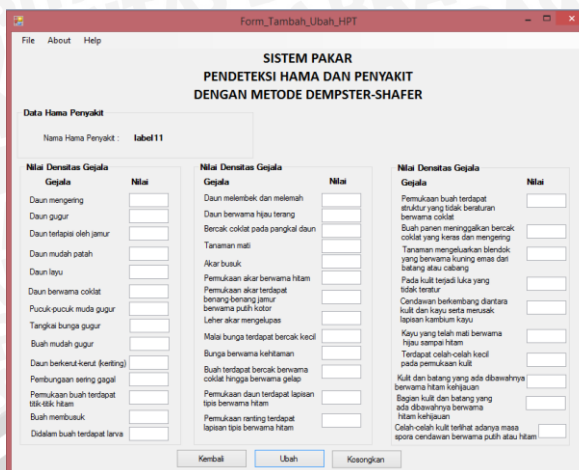 Form_Tambah_Ubah_HPT
File About Help
SISTEM PAKAR
PENDETEKSI HAMA DAN PENYAKIT
DENGAN METODE DEMPSTER-SHAFER
Data Hama Penyakit
Nama Hama Penyakit : label11
Nilai Densitas Gejala
Gejala Nilai
Daun mengering
Daun gugur
Daun terlapisi oleh jamur
Daun mudah patah
Daun layu
Daun berwarna coklat
Pucuk-pucuk muda gugur
Tangkai bunga gugur
Buah mudah gugur
Daun berkerut-kerut (keriting)
Pembungaan sering gagal
Permukaan buah terdapat
titik-titik hitam
Buah membusuk
Didalam buah terdapat larva
Nilai Densitas Gejala
Gejala Nilai
Daun melembek dan melemah
Daun berwarna hijau terang
Bercak coklat pada pangkal daun
Tanaman mati
Akar busuk
Permukaan akar berwarna hitam
Permukaan akar terdapat
benang-benang jamur
berwarna putih kotor
Leher akar mengelupas
Malai bunga terdapat bercak kecil
Bunga berwarna kehitaman
Buah terdapat bercak berwarna
coklat hingga berwarna gelap
Permukaan daun terdapat lapisan
tipis berwarna hitam
Permukaan ranting terdapat
lapisan tipis berwarna hitam
Nilai Densitas Gejala
Gejala Nilai
Permukaan buah terdapat
struktur yang tidak beraturan
berwarna coklat
Buah panen meninggalkan bercak
coklat yang keras dan mengering
Tanaman mengeluarkan blendok
yang berwarna kuning emas dari
batang atau cabang
Pada kulit terjadi luka yang
tidak teratur
Cendawan berkembang diantara
kulit dan kayu serta merusak
lapisan kambium kayu
Kayu yang telah mati berwarna
hijau sampai hitam
Terdapat celah-celah kecil
pada permukaan kulit
Kulit dan batang yang ada dibawahnya
berwarna hitam kehijauan
Bagian kulit dan batang yang
ada dibawahnya berwarna
hitam kehijauan
Celah-celah kulit terlihat adanya masa
spora cendawan berwarna putih atau hitam
Kembali Ubah Kosongkan